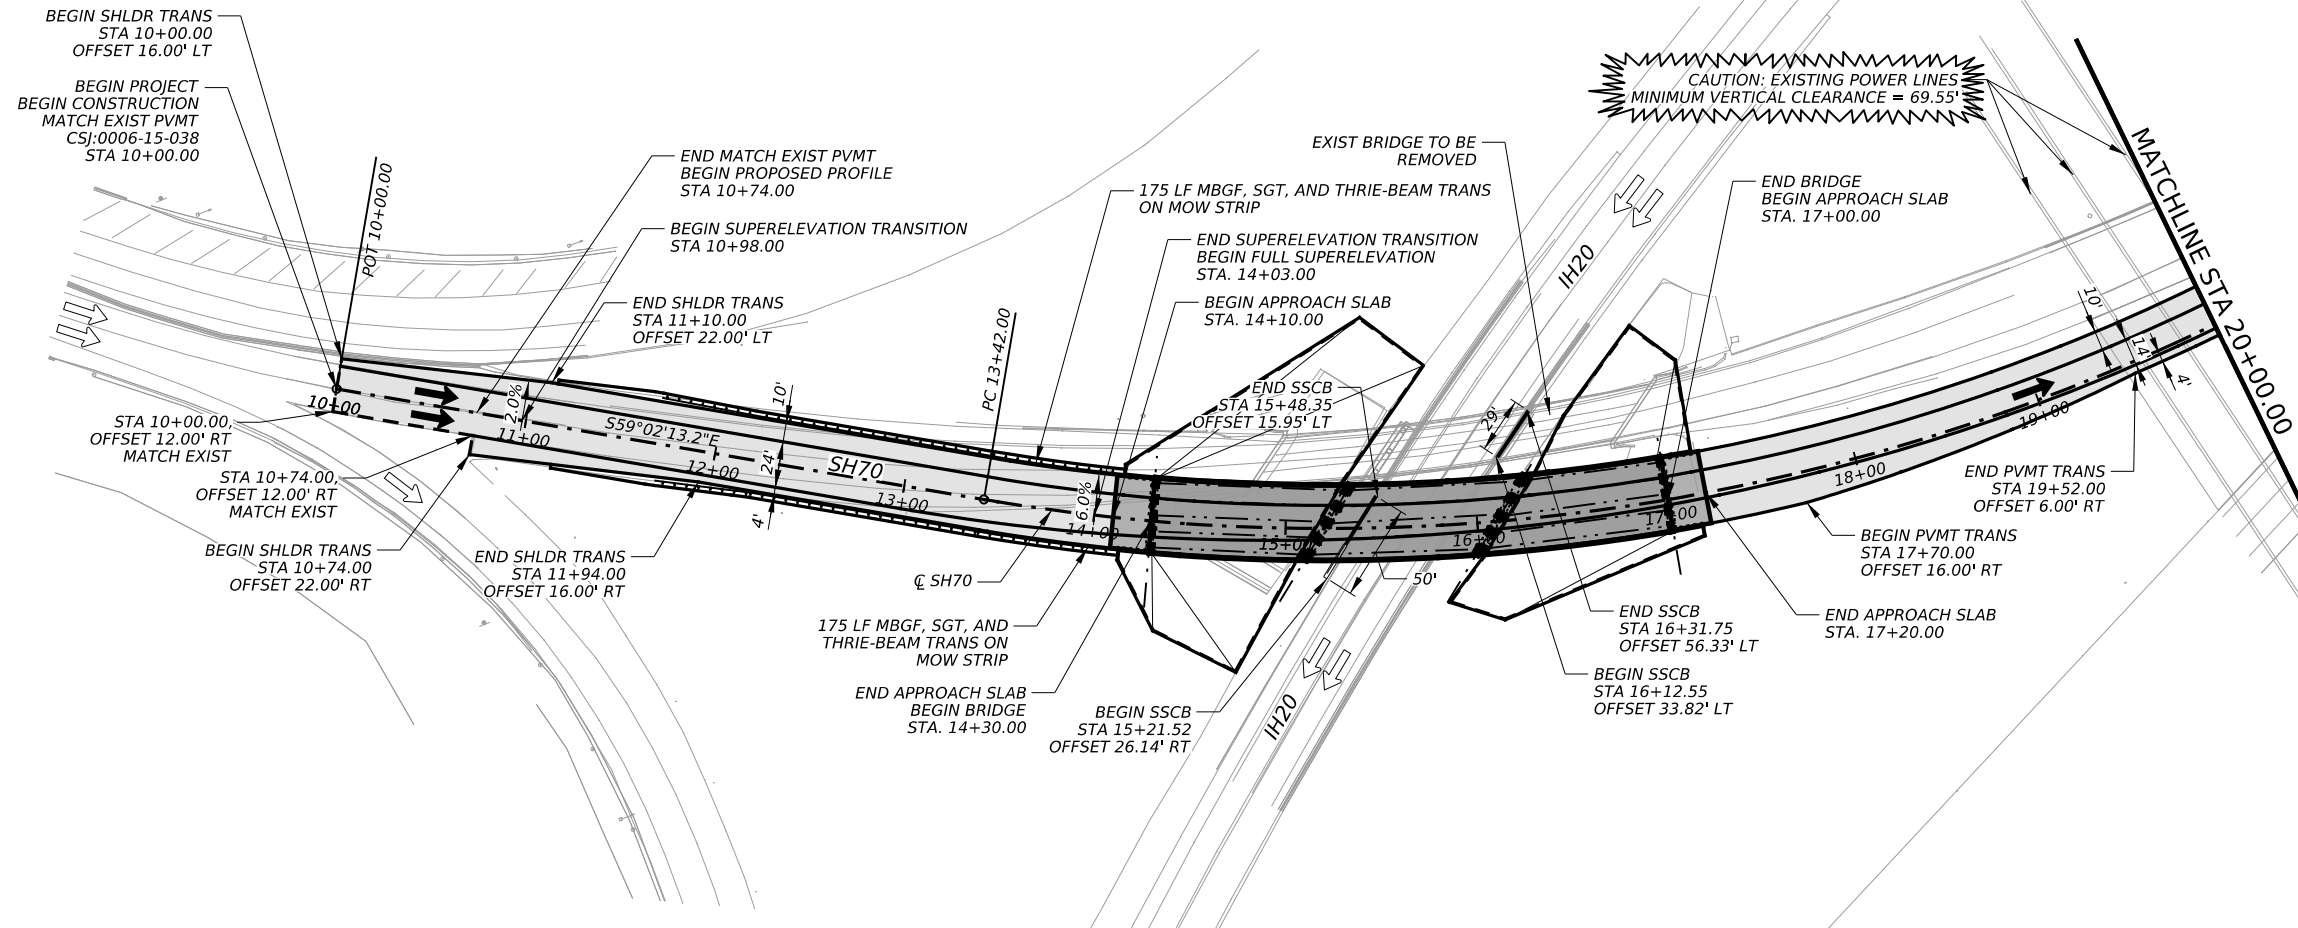 BEGIN SHLDR TRANS
STA 10+00.00
OFFSET 16.00' LT
BEGIN PROJECT
BEGIN CONSTRUCTION
MATCH EXIST PVMT
CSJ:0006-15-038
STA 10+00.00
POT 10+00.00
END MATCH EXIST PVMT
BEGIN PROPOSED PROFILE
STA 10+74.00
BEGIN SUPERELEVATION TRANSITION
STA 10+98.00
END SHLDR TRANS
STA 11+10.00
OFFSET 22.00' LT
PC 13+42.00
175 LF MBGF, SGT, AND THRIE-BEAM TRANS
ON MOW STRIP
END SUPERELEVATION TRANSITION
BEGIN FULL SUPERELEVATION
STA. 14+03.00
BEGIN APPROACH SLAB
STA. 14+10.00
EXIST BRIDGE TO BE
REMOVED
CAUTION: EXISTING POWER LINES
MINIMUM VERTICAL CLEARANCE = 69.55'
END BRIDGE
BEGIN APPROACH SLAB
STA. 17+00.00
MATCHLINE STA 20+00.00
IH20
END SSCB
STA 15+48.35
OFFSET 15.95' LT
29'
10'
14'
4'
10+00
2.0%
11+00
S59°02'13.2"E
12+00
10'
24'
4'
SH70
13+00
6.0%
14+00
15+00
16+00
17+00
18+00
19+00
STA 10+00.00,
OFFSET 12.00' RT
MATCH EXIST
STA 10+74.00,
OFFSET 12.00' RT
MATCH EXIST
BEGIN SHLDR TRANS
STA 10+74.00
OFFSET 22.00' RT
END SHLDR TRANS
STA 11+94.00
OFFSET 16.00' RT
℄ SH70
175 LF MBGF, SGT, AND
THRIE-BEAM TRANS ON
MOW STRIP
END APPROACH SLAB
BEGIN BRIDGE
STA. 14+30.00
BEGIN SSCB
STA 15+21.52
OFFSET 26.14' RT
IH20
50'
END SSCB
STA 16+31.75
OFFSET 56.33' LT
BEGIN SSCB
STA 16+12.55
OFFSET 33.82' LT
END APPROACH SLAB
STA. 17+20.00
BEGIN PVMT TRANS
STA 17+70.00
OFFSET 16.00' RT
END PVMT TRANS
STA 19+52.00
OFFSET 6.00' RT